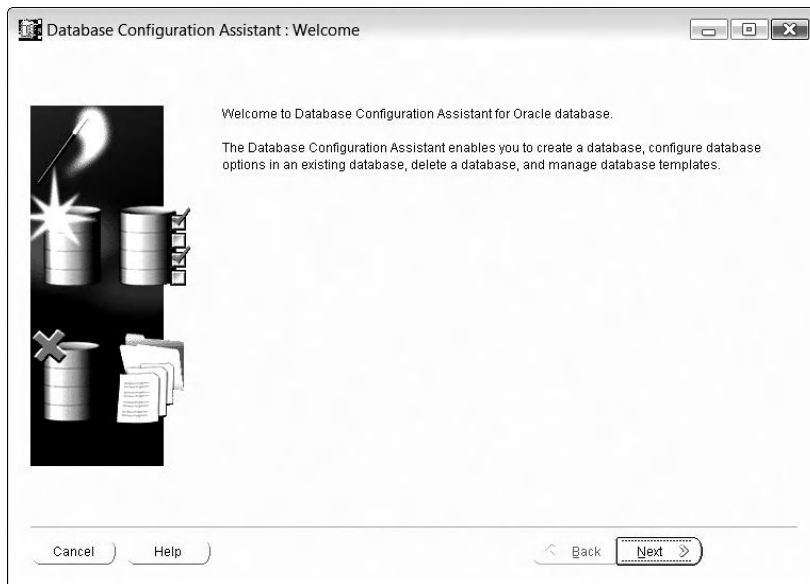 Database Configuration Assistant : Welcome
Welcome to Database Configuration Assistant for Oracle database.
The Database Configuration Assistant enables you to create a database, configure database
options in an existing database, delete a database, and manage database templates.
Cancel
Help
Back
Next